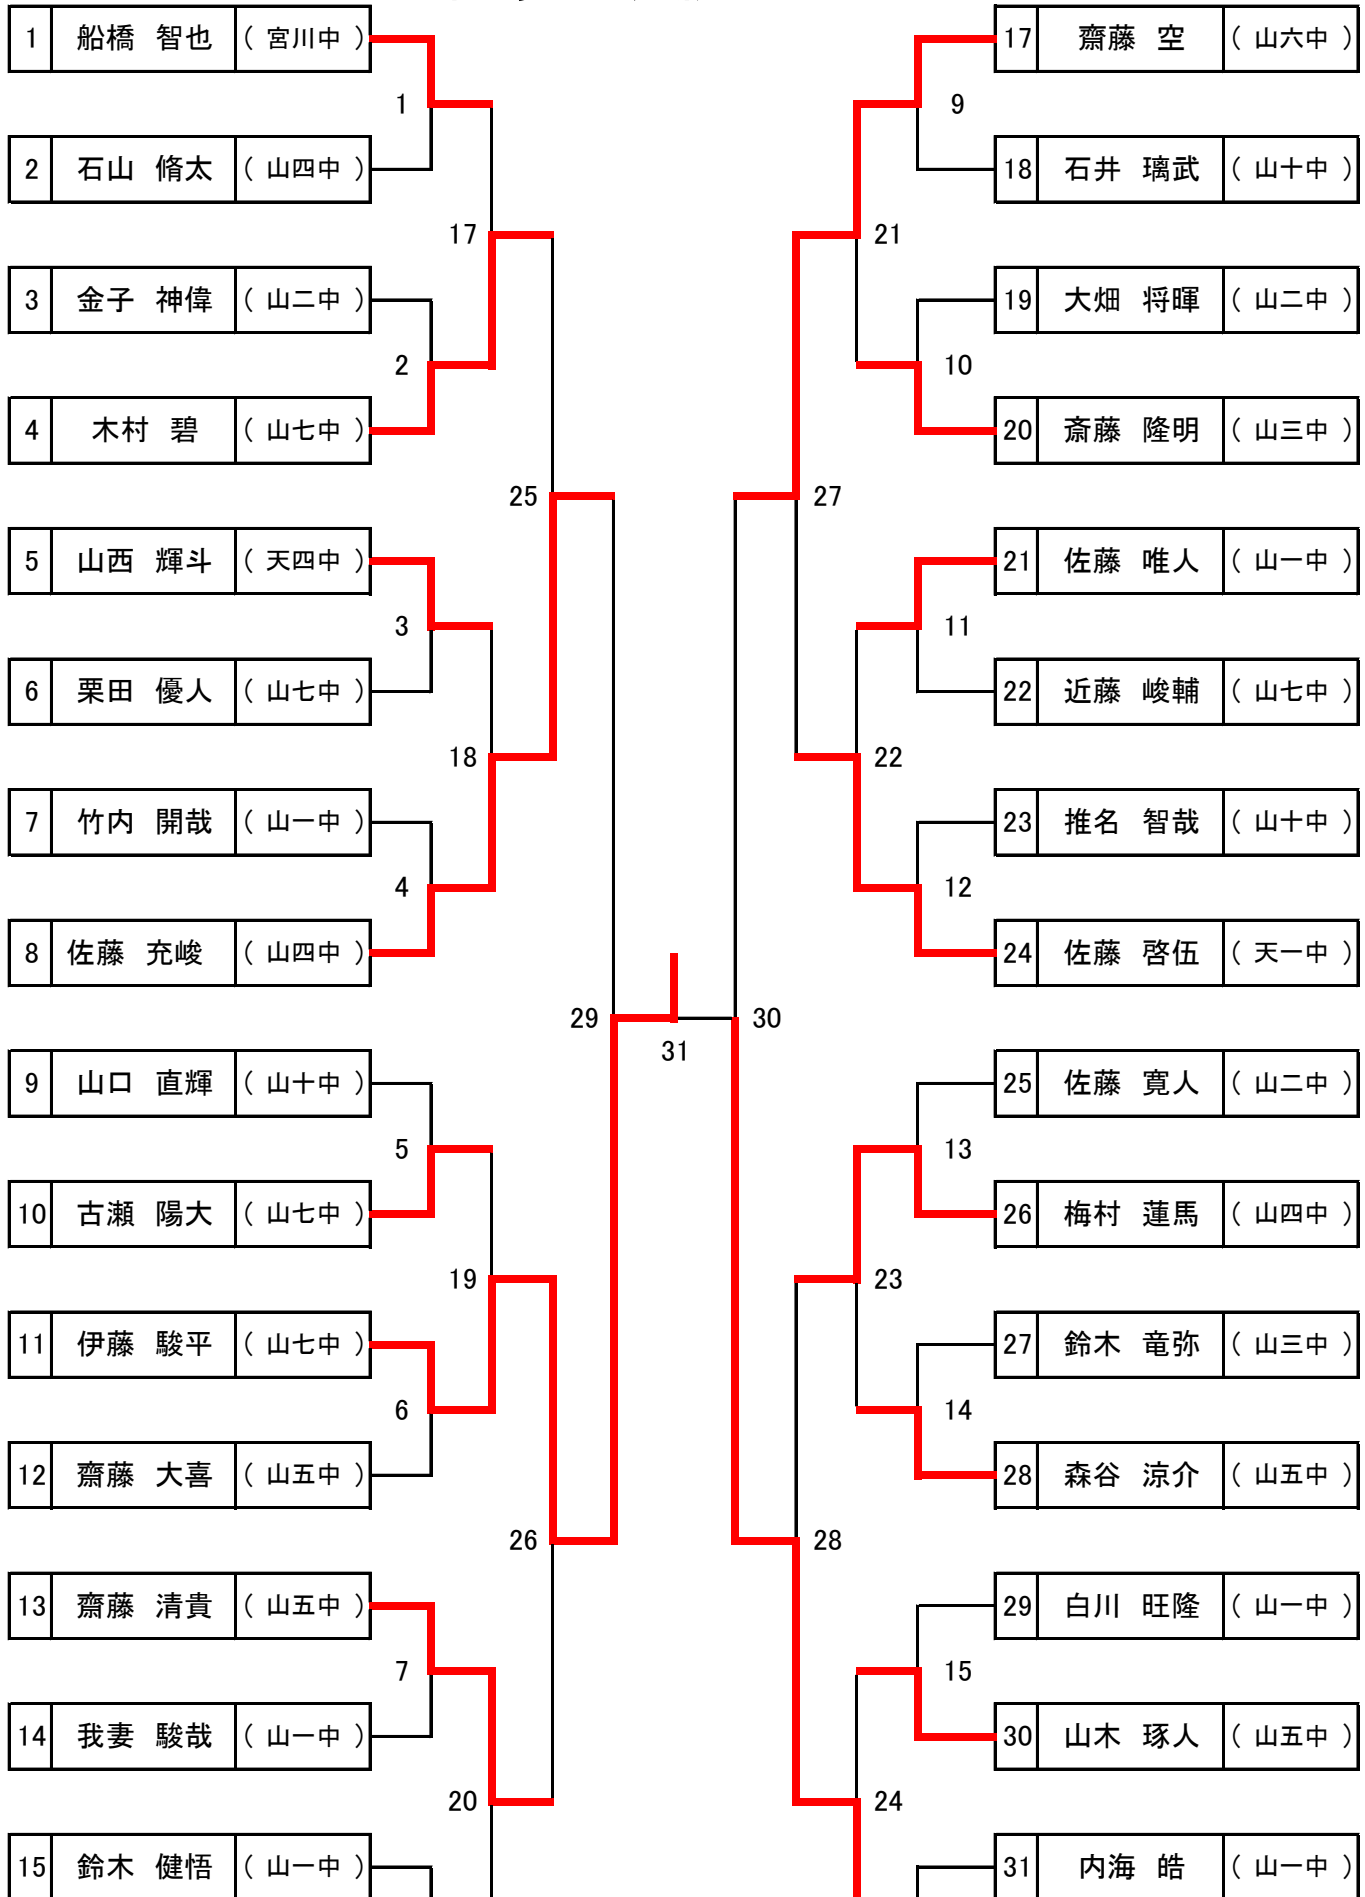 1 船橋 智也 ( 宮川中 )
1
2 石山 脩太 ( 山四中 )
17
3 金子 神偉 ( 山二中 )
2
4 木村 碧 ( 山七中 )
25
5 山西 輝斗 ( 天四中 )
3
6 栗田 優人 ( 山七中 )
18
7 竹内 開哉 ( 山一中 )
4
8 佐藤 充峻 ( 山四中 )
29
9 山口 直輝 ( 山十中 )
5
10 古瀬 陽大 ( 山七中 )
19
11 伊藤 駿平 ( 山七中 )
6
12 齋藤 大喜 ( 山五中 )
26
13 齋藤 清貴 ( 山五中 )
7
14 我妻 駿哉 ( 山一中 )
20
15 鈴木 健悟 ( 山一中 )
31
17 齋藤 空 ( 山六中 )
9
18 石井 璃武 ( 山十中 )
21
19 大畑 将暉 ( 山二中 )
10
20 斎藤 隆明 ( 山三中 )
27
21 佐藤 唯人 ( 山一中 )
11
22 近藤 峻輔 ( 山七中 )
22
23 推名 智哉 ( 山十中 )
12
24 佐藤 啓伍 ( 天一中 )
30
25 佐藤 寛人 ( 山二中 )
13
26 梅村 蓮馬 ( 山四中 )
23
27 鈴木 竜弥 ( 山三中 )
14
28 森谷 涼介 ( 山五中 )
28
29 白川 旺隆 ( 山一中 )
15
30 山木 琢人 ( 山五中 )
24
31 内海 皓 ( 山一中 )